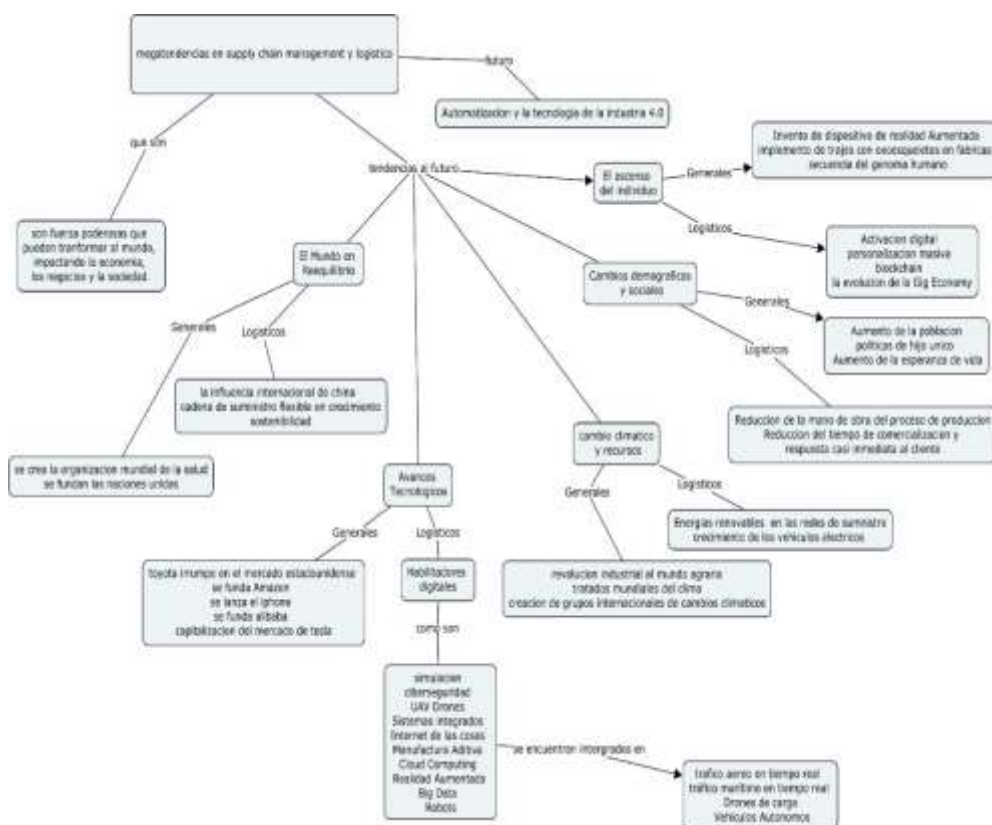 megatendencias en supply chain management y logistica
futuro
Automatizacion y la tecnologia de la industria 4.0
que son
son fuerza poderosas que
pueden tranformar al mundo,
impactando la economia,
los negocios y la sociedad.
tendencias al futuro
El ascenso
del individuo
Generales
Invento de dispositivo de realidad Aumentada
implemento de trajes con exoesqueletos en fabricas
secuencia del genoma humano
Logisticos
Activacion digital
personalizacion masiva
blockchain
la evolucion de la Gig Economy
El Mundo en
Reequilibrio
Generales
Logisticos
la influencia internacional de china
cadena de suministro flexible en crecimiento
sostenibilidad
se crea la organizacion mundial de la salud
se fundan las naciones unidas
Cambios demograficos
y sociales
Generales
Aumento de la poblacion
politicas de hijo unico
Aumento de la esperanza de vida
Logisticos
Reduccion de la mano de obra del proceso de produccion
Reduccion del tiempo de comercializacion y
respuesta casi inmediata al cliente
cambio climatico
y recursos
Generales
Logisticos
Energias renovables en las redes de suministro
crecimiento de los vehiculos electricos
revolucion industrial al mundo agrario
tratados mundiales del clima
creacion de grupos internacionales de cambios climaticos
Avances
Tecnologicos
Generales
Logisticos
toyota irrumpe en el mercado estadounidense
se funda Amazon
se lanza el iphone
se funda alibaba
capitalizacion del mercado de tesla
Habilitadores
digitales
como son
simulacion
ciberseguridad
UAV Drones
Sistemas integrados
Internet de las cosas
Manufactura Aditiva
Cloud Computing
Realidad Aumentada
Big Data
Robots
se encuentran intergrados en
trafico aereo en tiempo real
tráfico maritimo en tiempo real
Drones de carga
Vehiculos Autonomos